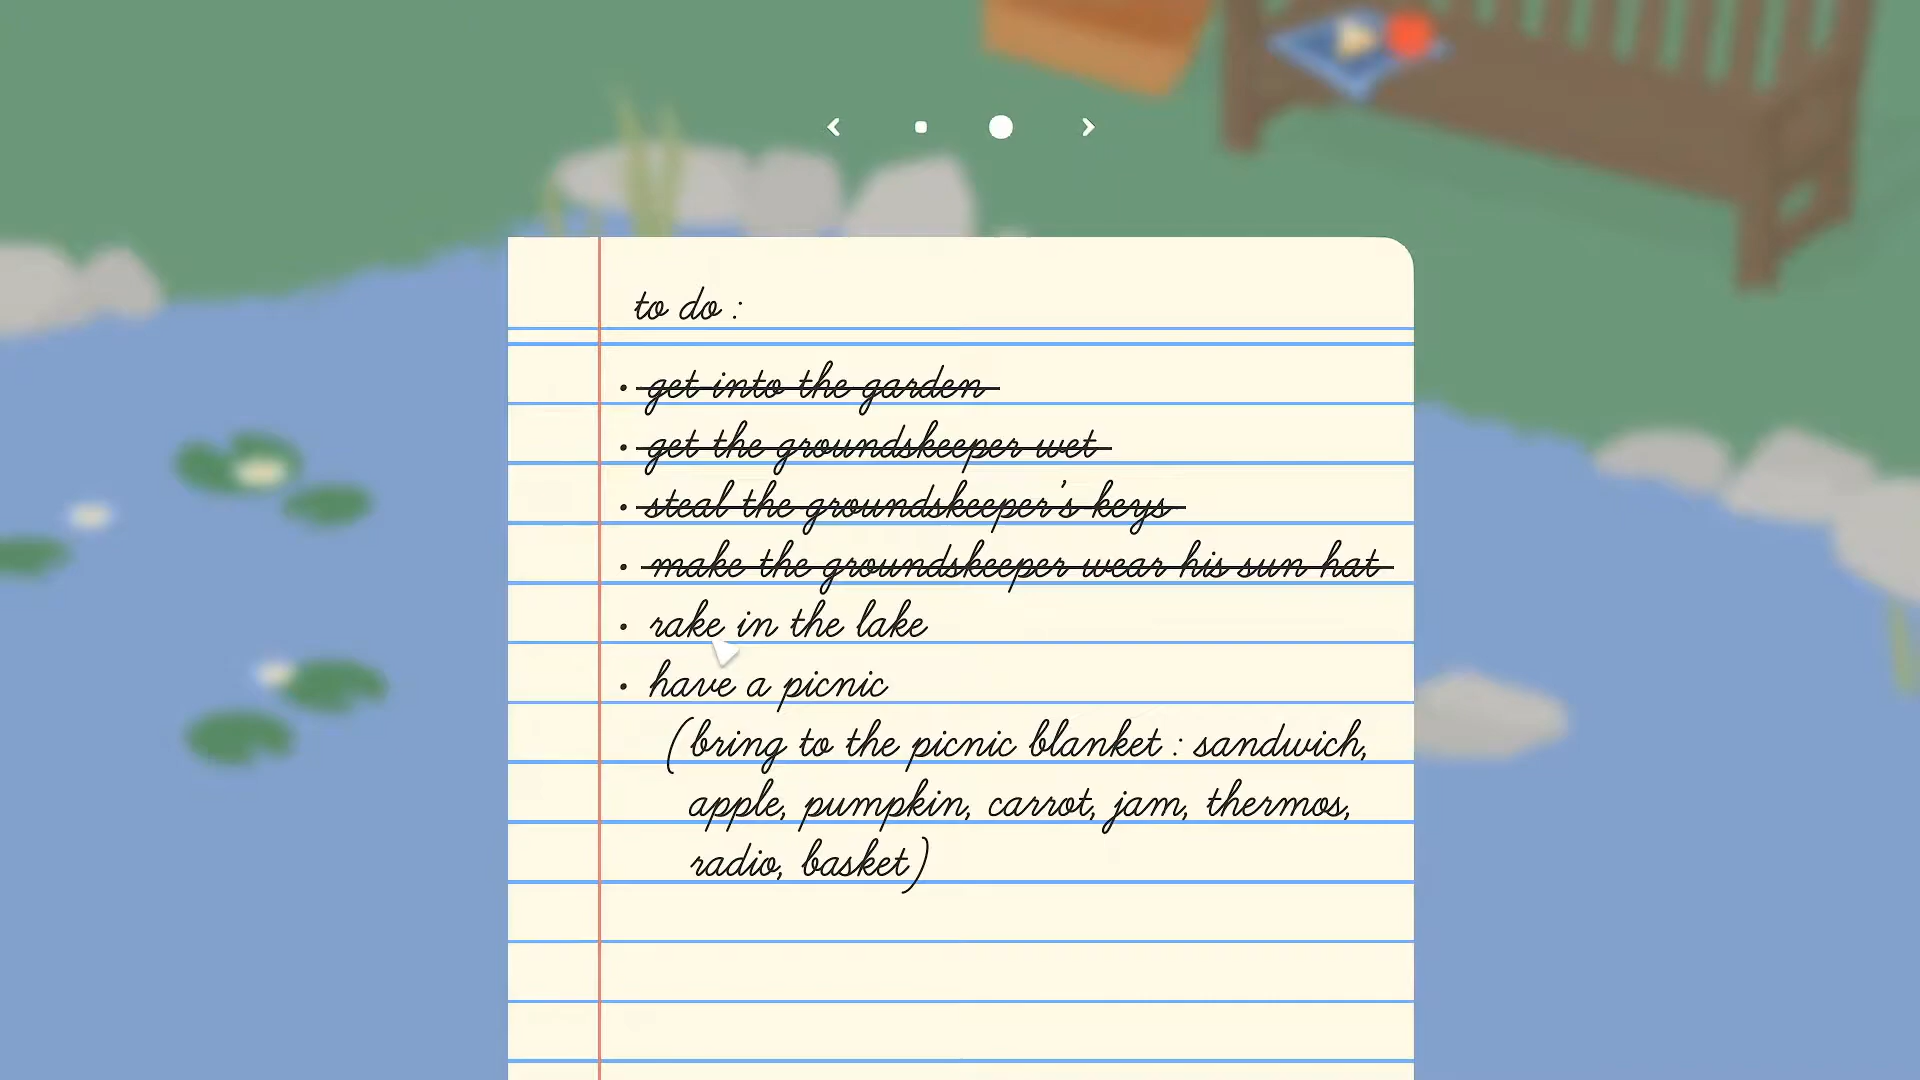 to do :
• get into the garden
• get the groundskeeper wet
• steal the groundskeeper's keys
• make the groundskeeper wear his sun hat
• rake in the lake
• have a picnic
(bring to the picnic blanket : sandwich,
apple, pumpkin, carrot, jam, thermos,
radio, basket)